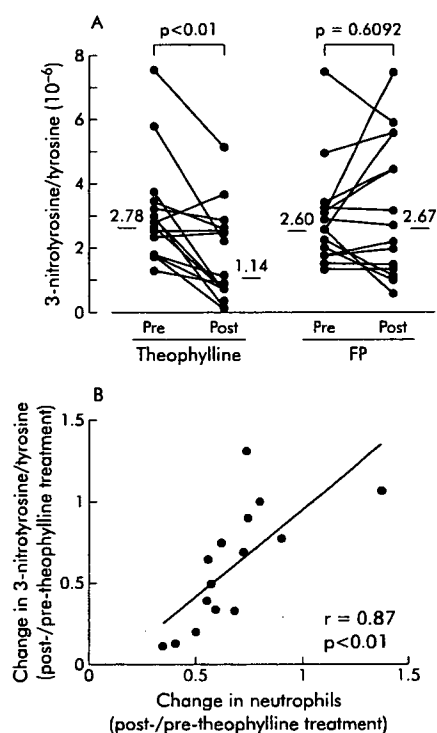 A
p<0.01
p = 0.6092
3-nitrotyrosine/tyrosine (10⁻⁶)
8
6
4
2
0
2.78
1.14
2.60
2.67
Pre
Post
Pre
Post
Theophylline
FP
B
Change in 3-nitrotyrosine/tyrosine
(post-/pre-theophylline treatment)
1.5
1
0.5
0
0.5
1
1.5
r = 0.87
p<0.01
Change in neutrophils
(post-/pre-theophylline treatment)